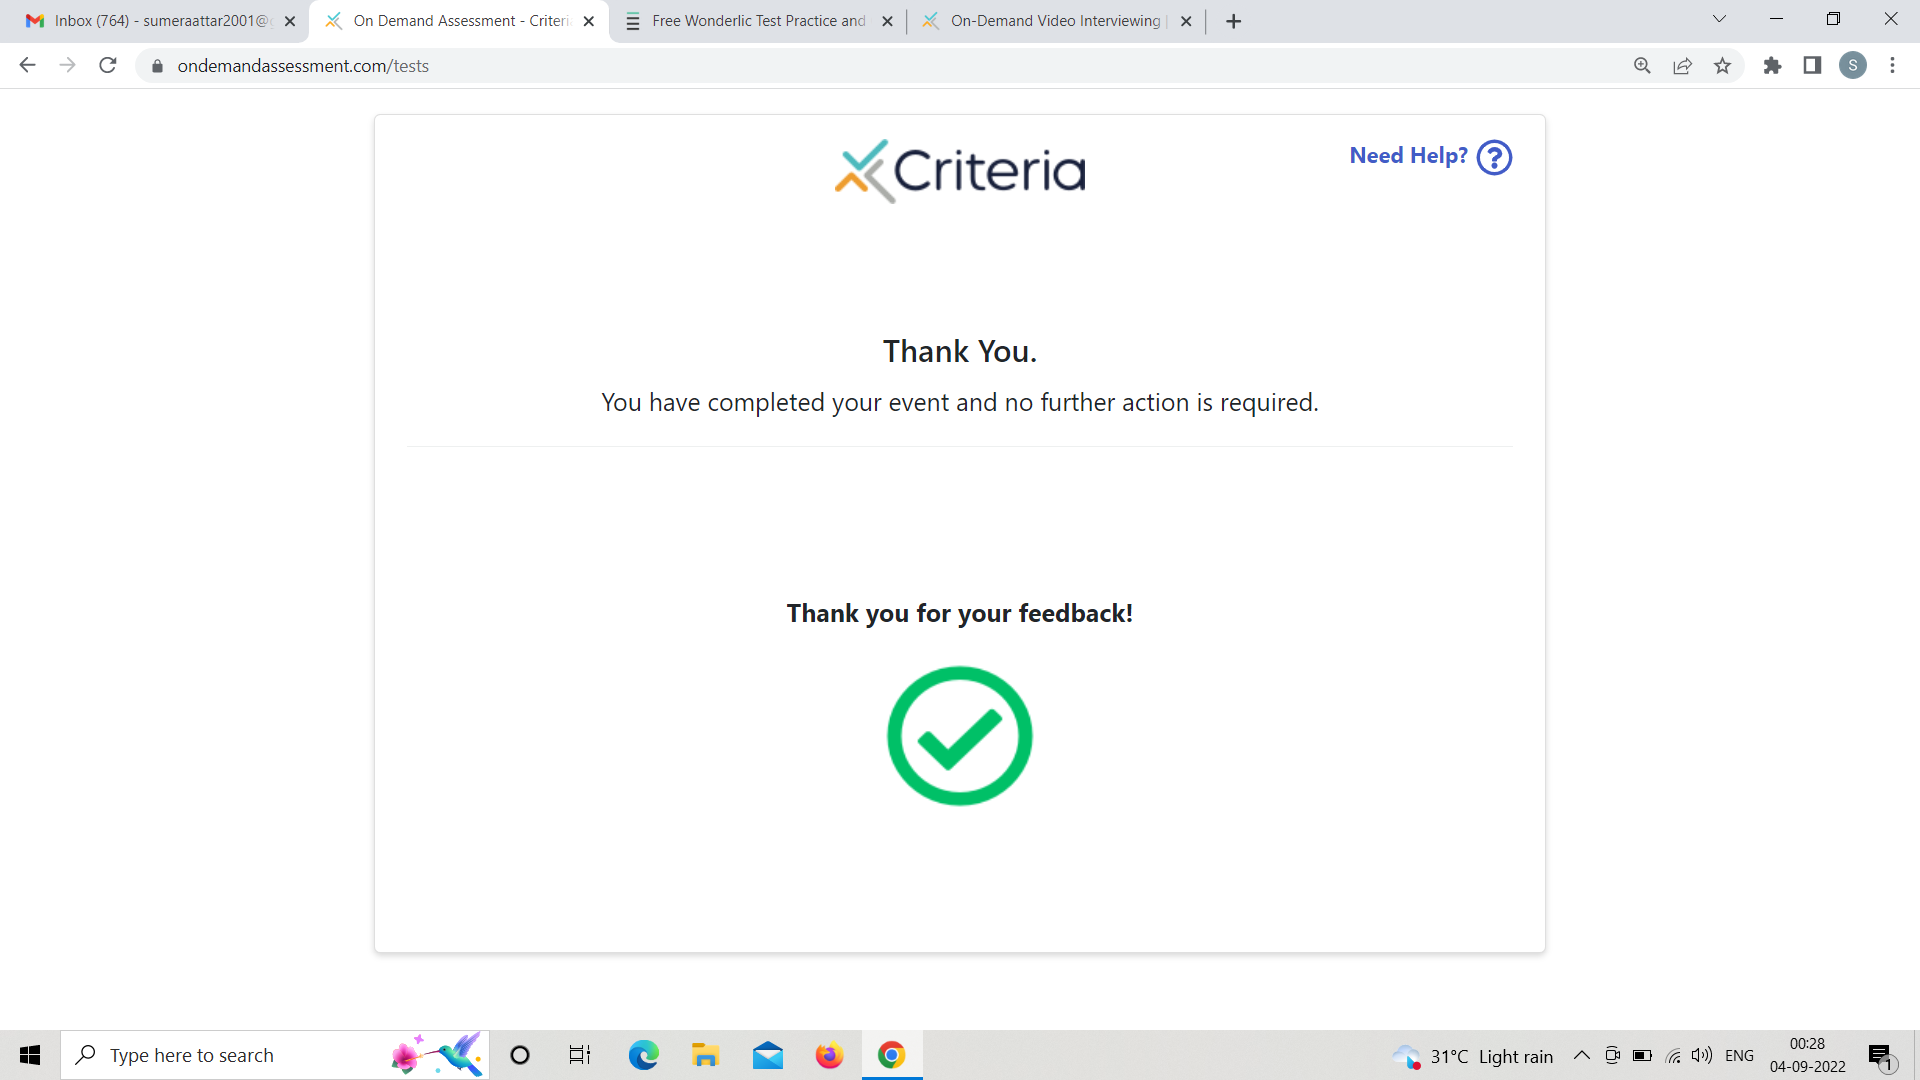 Inbox (764) - sumeraattar2001@
On Demand Assessment - Criteri
Free Wonderlic Test Practice and
On-Demand Video Interviewing |
ondemandassessment.com/tests
S
Criteria
Need Help? ?
Thank You.
You have completed your event and no further action is required.
Thank you for your feedback!
Type here to search
31°C Light rain
ENG
00:28
04-09-2022
1